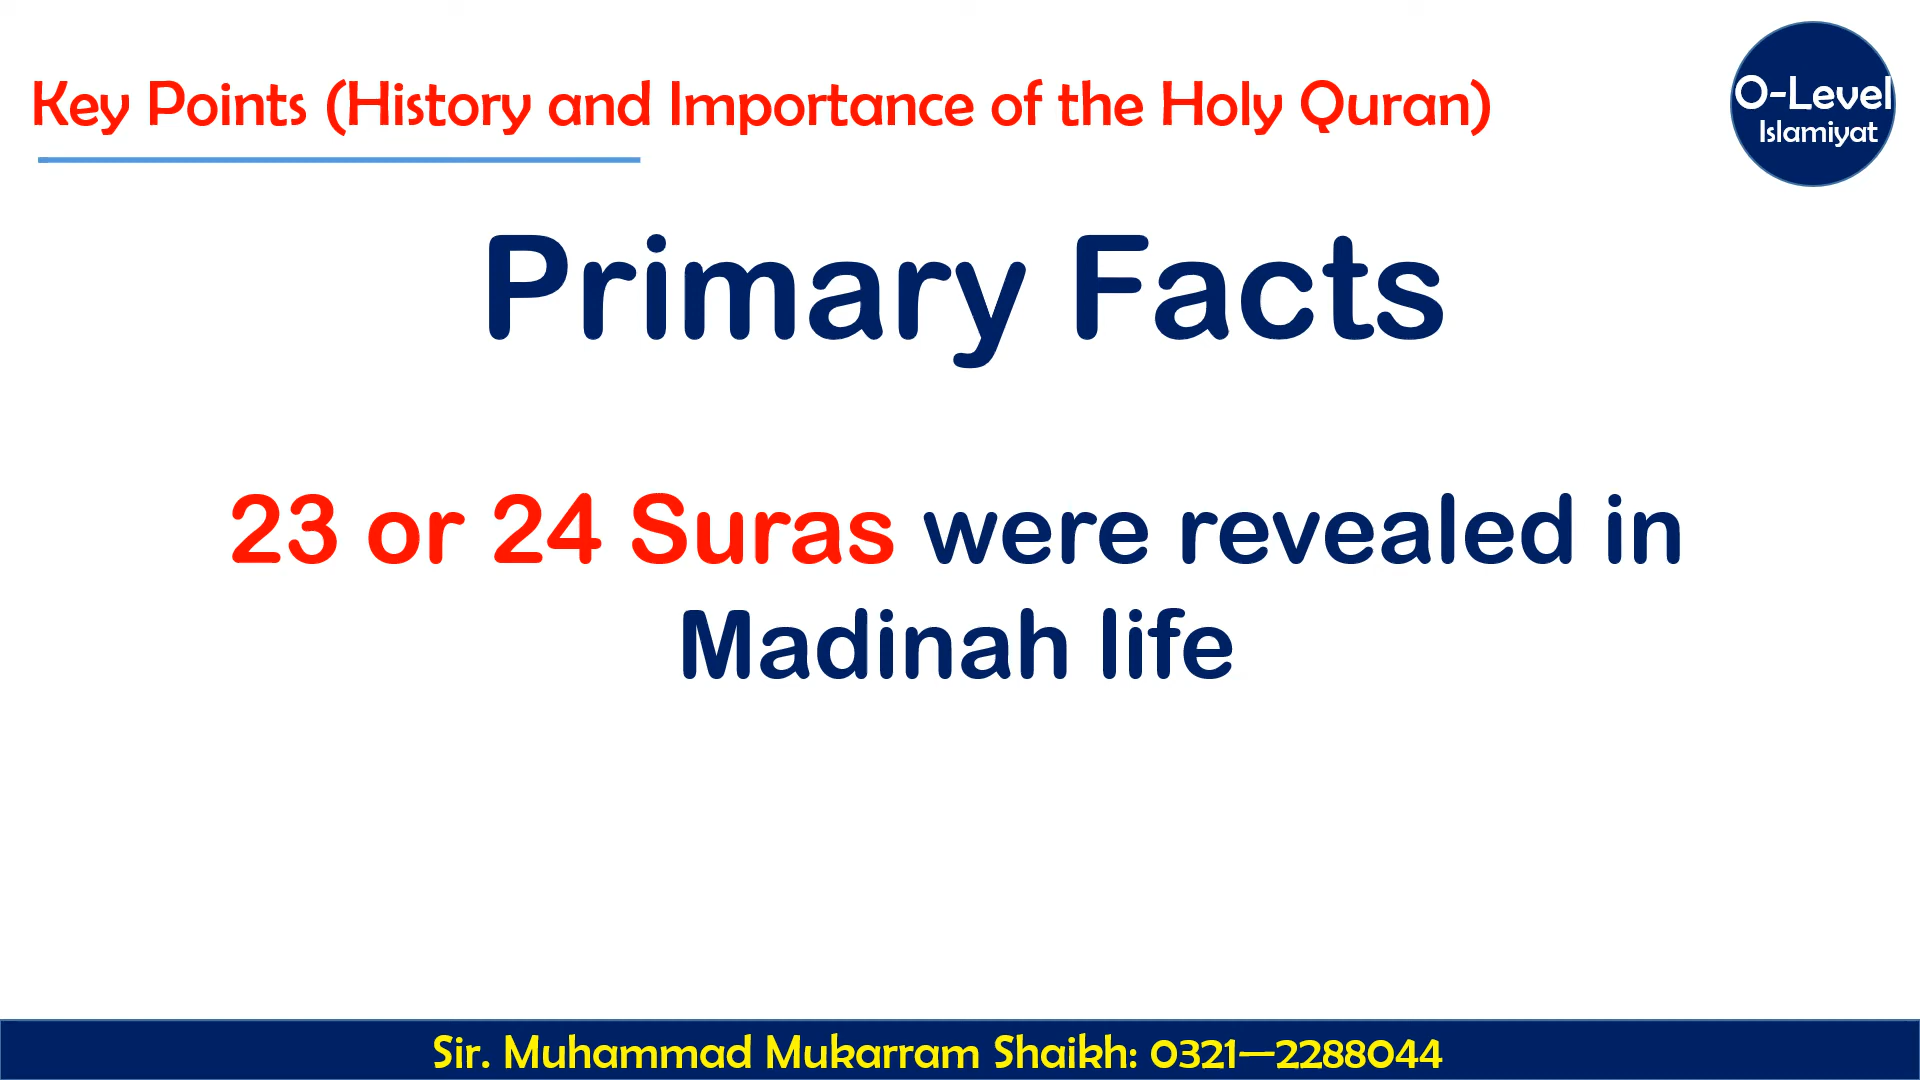 Key Points (History and Importance of the Holy Quran)
O-Level
Islamiyat
Primary Facts
23 or 24 Suras were revealed in
Madinah life
Sir. Muhammad Mukarram Shaikh: 0321—2288044